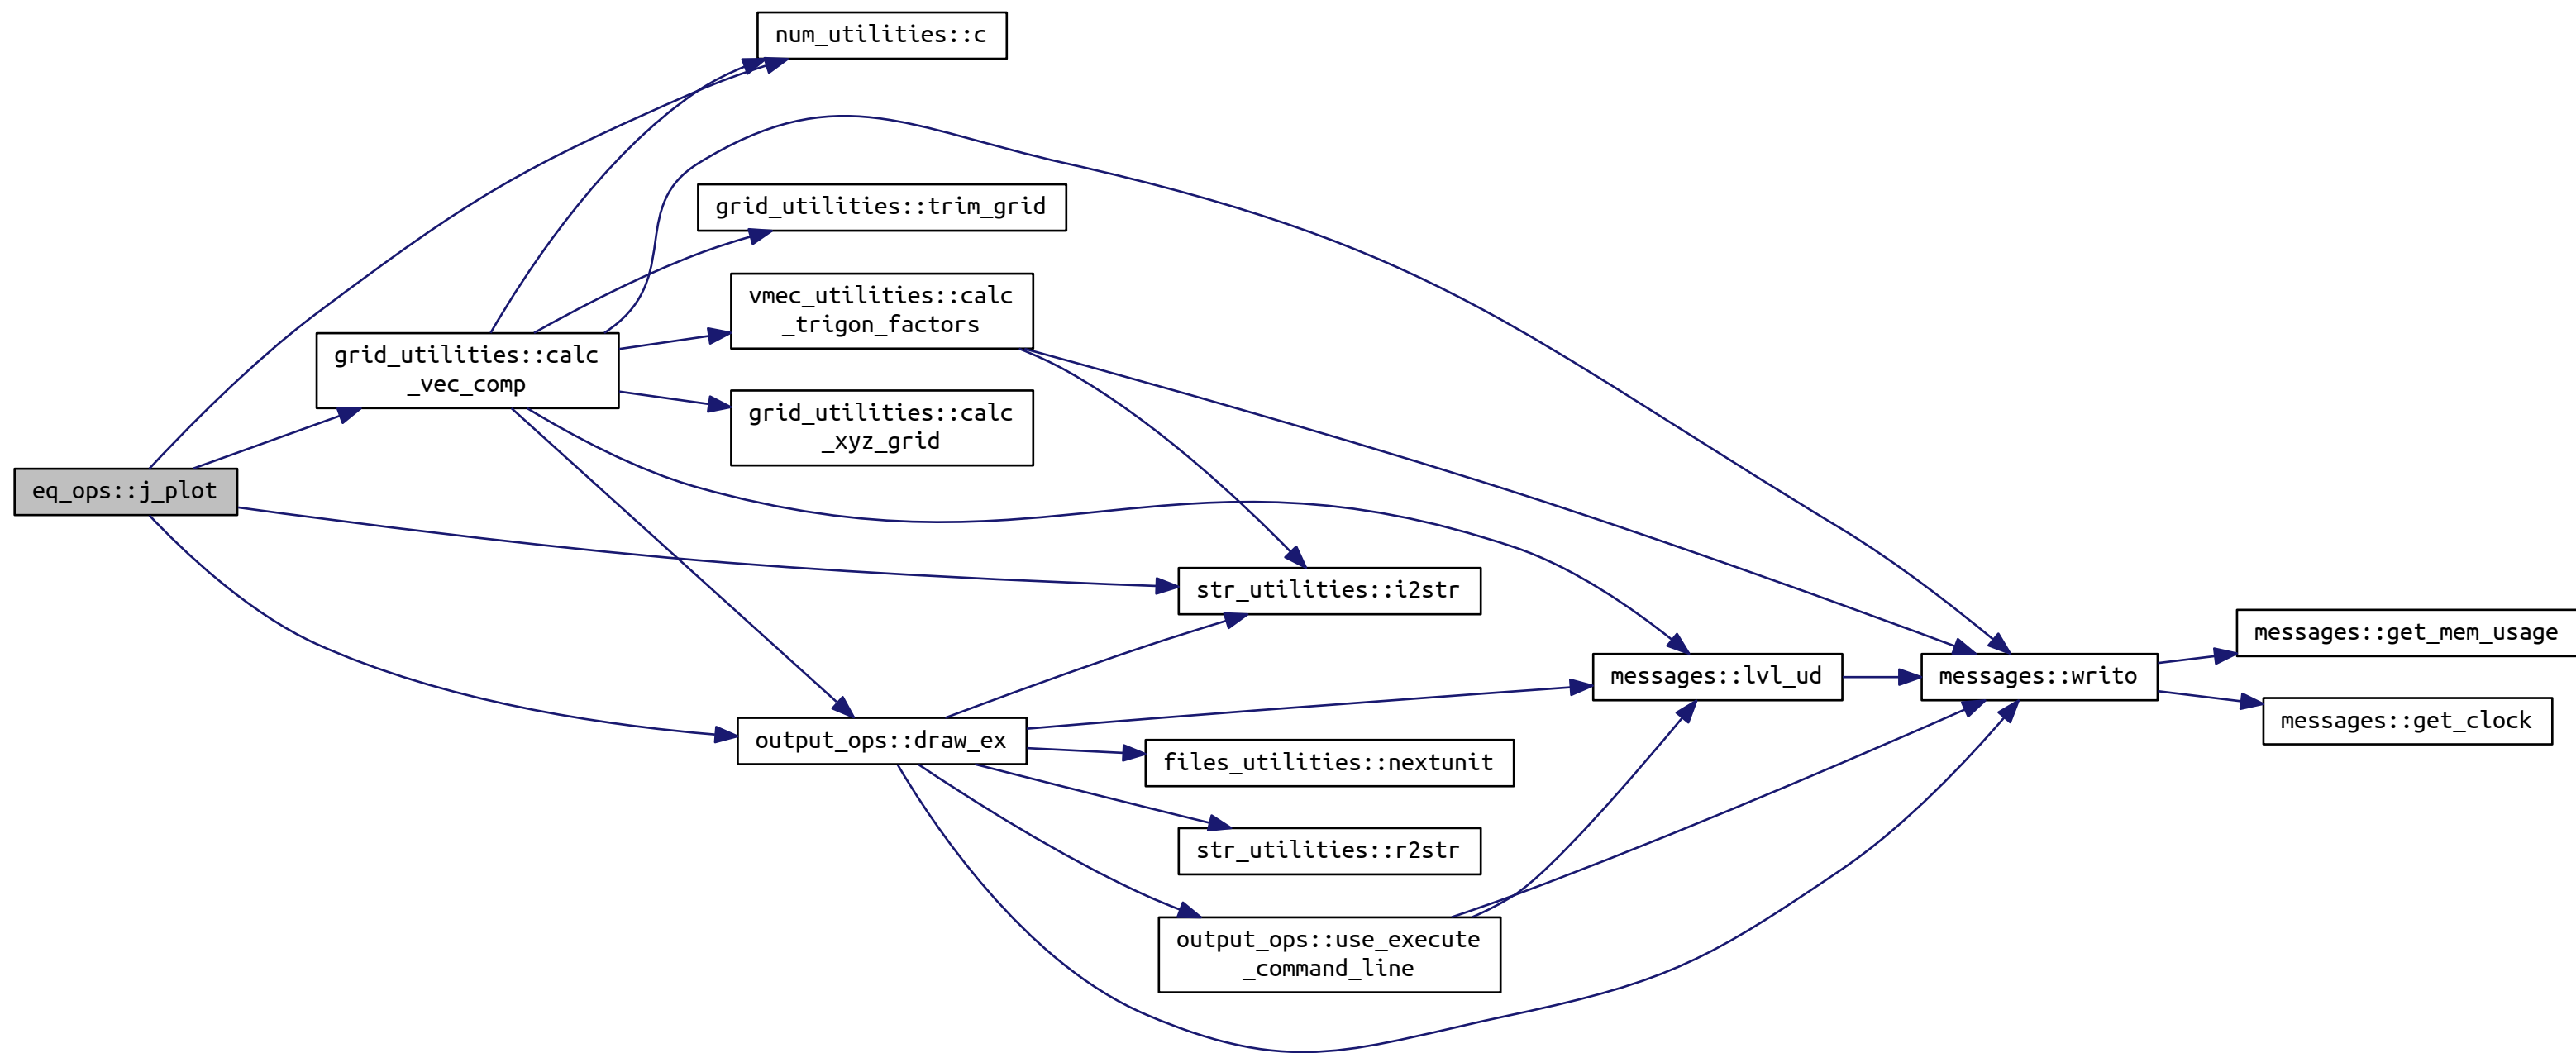 num_utilities::c
grid_utilities::trim_grid
vmec_utilities::calc
_trigon_factors
grid_utilities::calc
_vec_comp
grid_utilities::calc
_xyz_grid
eq_ops::j_plot
str_utilities::i2str
messages::get_mem_usage
messages::lvl_ud
messages::writo
messages::get_clock
output_ops::draw_ex
files_utilities::nextunit
str_utilities::r2str
output_ops::use_execute
_command_line